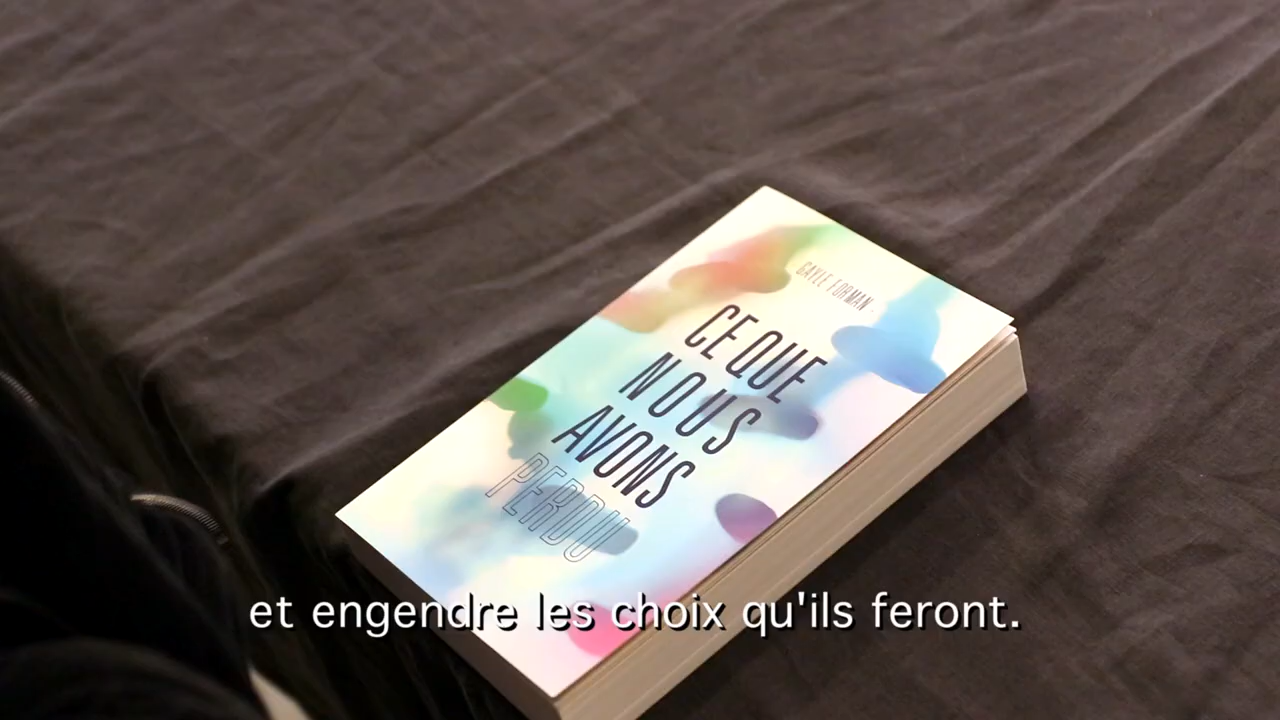 GAYLE FORMAN
CE QUE
NOUS
AVONS
PERDU
et engendre les choix qu'ils feront.